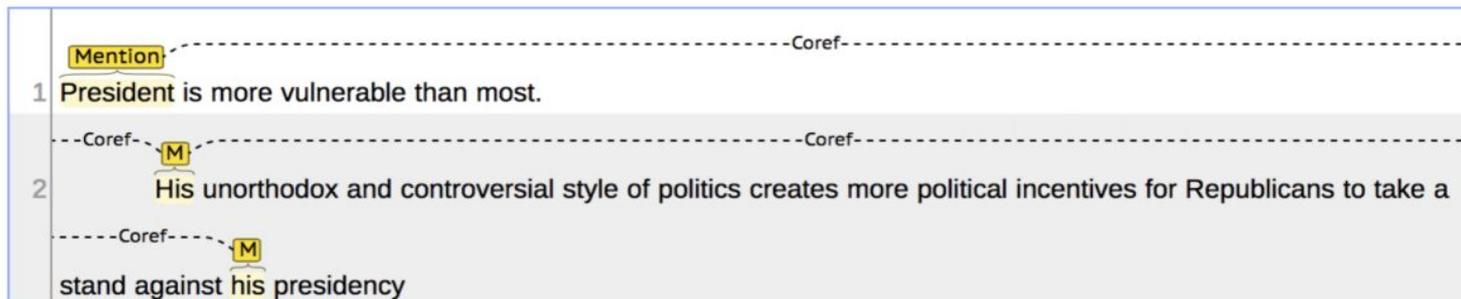 Coref
Mention
1 President is more vulnerable than most.
Coref Coref
M
2 His unorthodox and controversial style of politics creates more political incentives for Republicans to take a
Coref
M
stand against his presidency